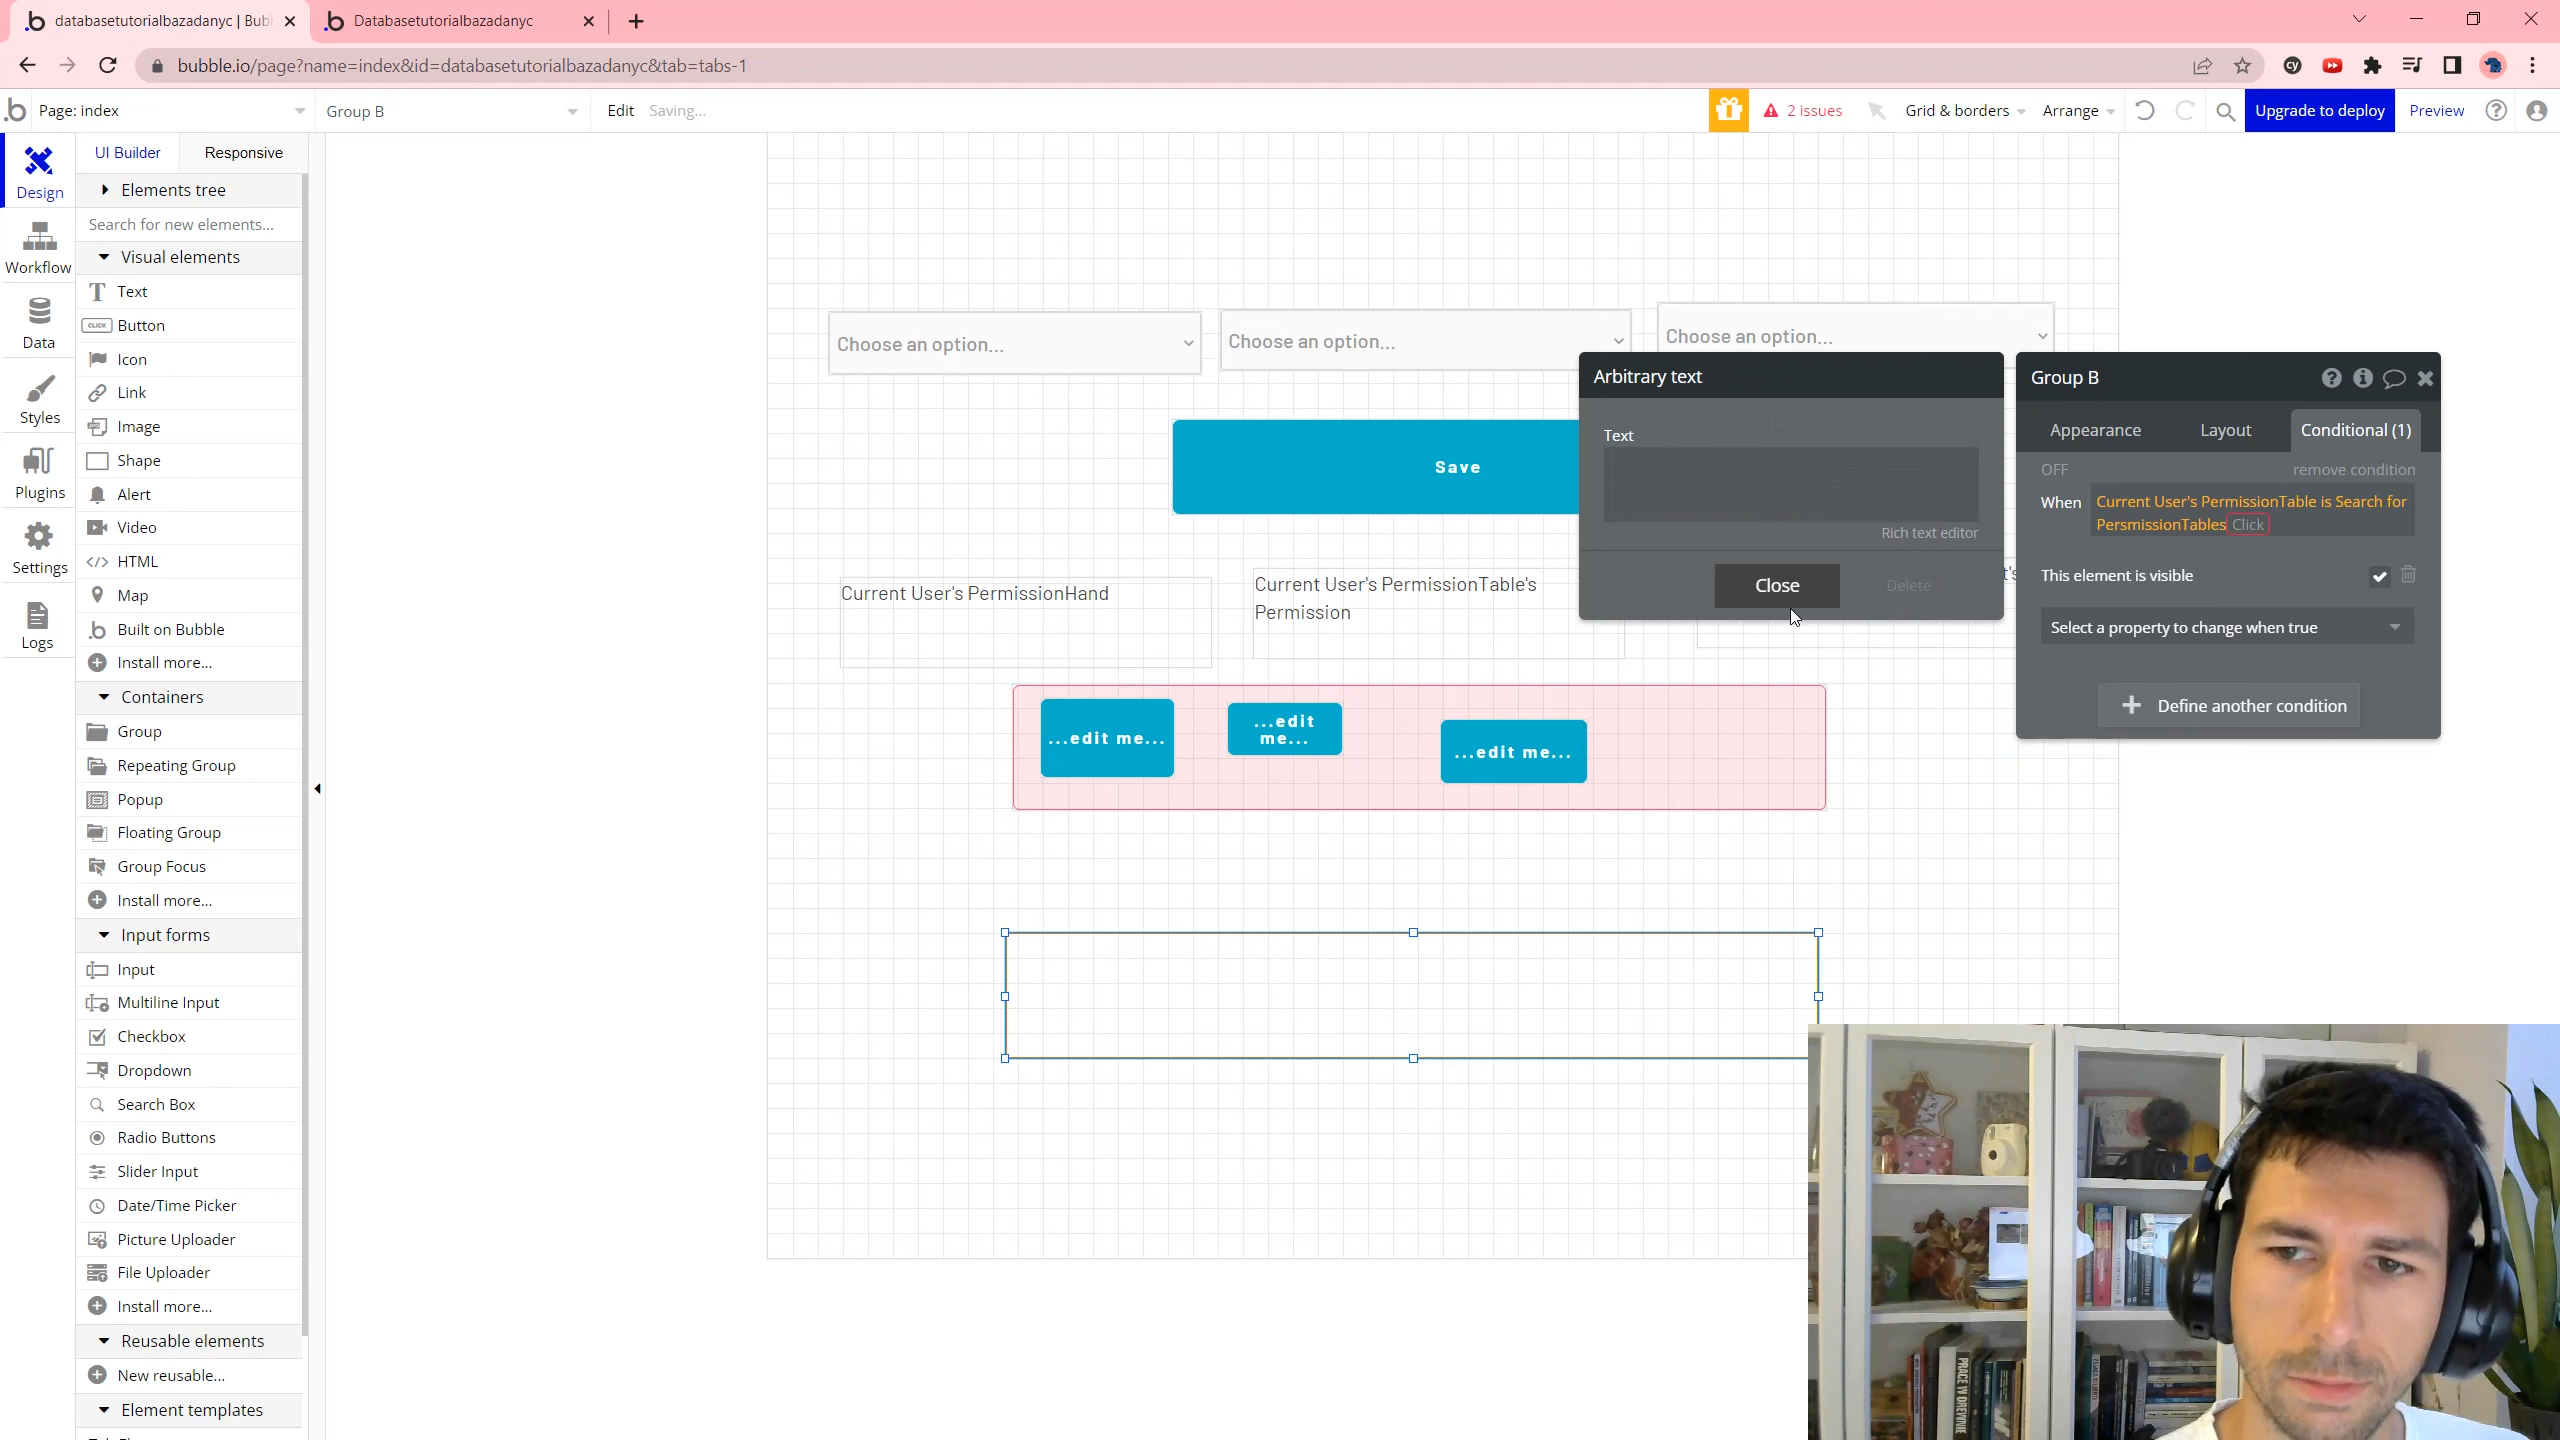 databasetutorialbazadanyc | Bub
Databasetutorialbazadanyc
bubble.io/page?name=index&id=databasetutorialbazadanyc&tab=tabs-1
Page: index
Group B
Edit
Saving...
2 issues
Grid & borders
Arrange
Upgrade to deploy
Preview
Design
Workflow
Data
Styles
Plugins
Settings
Logs
UI Builder
Responsive
Elements tree
Search for new elements...
Visual elements
Text
CLICK
Button
Icon
Link
Image
Shape
Alert
Video
HTML
Map
Built on Bubble
Install more...
Containers
Group
Repeating Group
Popup
Floating Group
Group Focus
Install more...
Input forms
Input
Multiline Input
Checkbox
Dropdown
Search Box
Radio Buttons
Slider Input
Date/Time Picker
Picture Uploader
File Uploader
Install more...
Reusable elements
New reusable...
Element templates
Choose an option...
Choose an option...
Choose an option...
Save
Current User's PermissionHand
Current User's PermissionTable's
Permission
t's
...edit me...
...edit
me...
...edit me...
Arbitrary text
Text
Rich text editor
Close
Delete
Group B
Appearance
Layout
Conditional (1)
OFF
remove condition
When
Current User's PermissionTable is Search for
PersmissionTables Click
This element is visible
Select a property to change when true
Define another condition